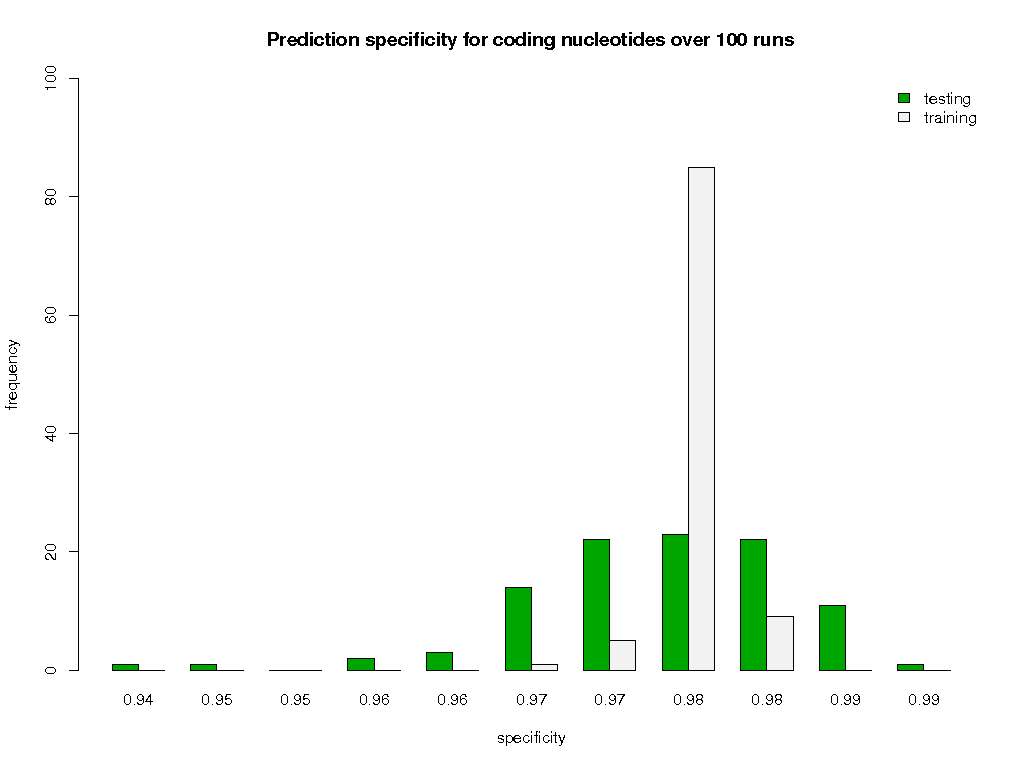 Prediction specificity for coding nucleotides over 100 runs
testing
training
frequency
100
80
60
40
20
0
0.94 0.95 0.95 0.96 0.96 0.97 0.97 0.98 0.98 0.99 0.99
specificity